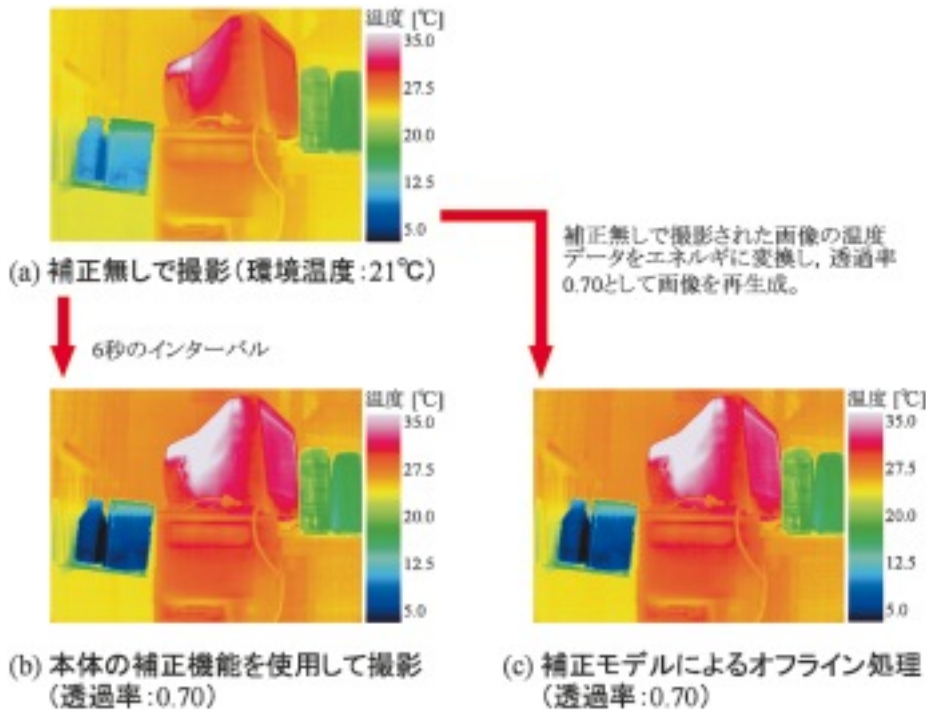 温度 [℃]
35.0
27.5
20.0
12.5
5.0
(a) 補正無しで撮影(環境温度:21℃)
補正無しで撮影された画像の温度
データをエネルギに変換し, 透過率
0.70として画像を再生成。
6秒のインターバル
温度 [℃]
35.0
27.5
20.0
12.5
5.0
温度 [℃]
35.0
27.5
20.0
12.5
5.0
(b) 本体の補正機能を使用して撮影
(透過率:0.70)
(c) 補正モデルによるオフライン処理
(透過率:0.70)